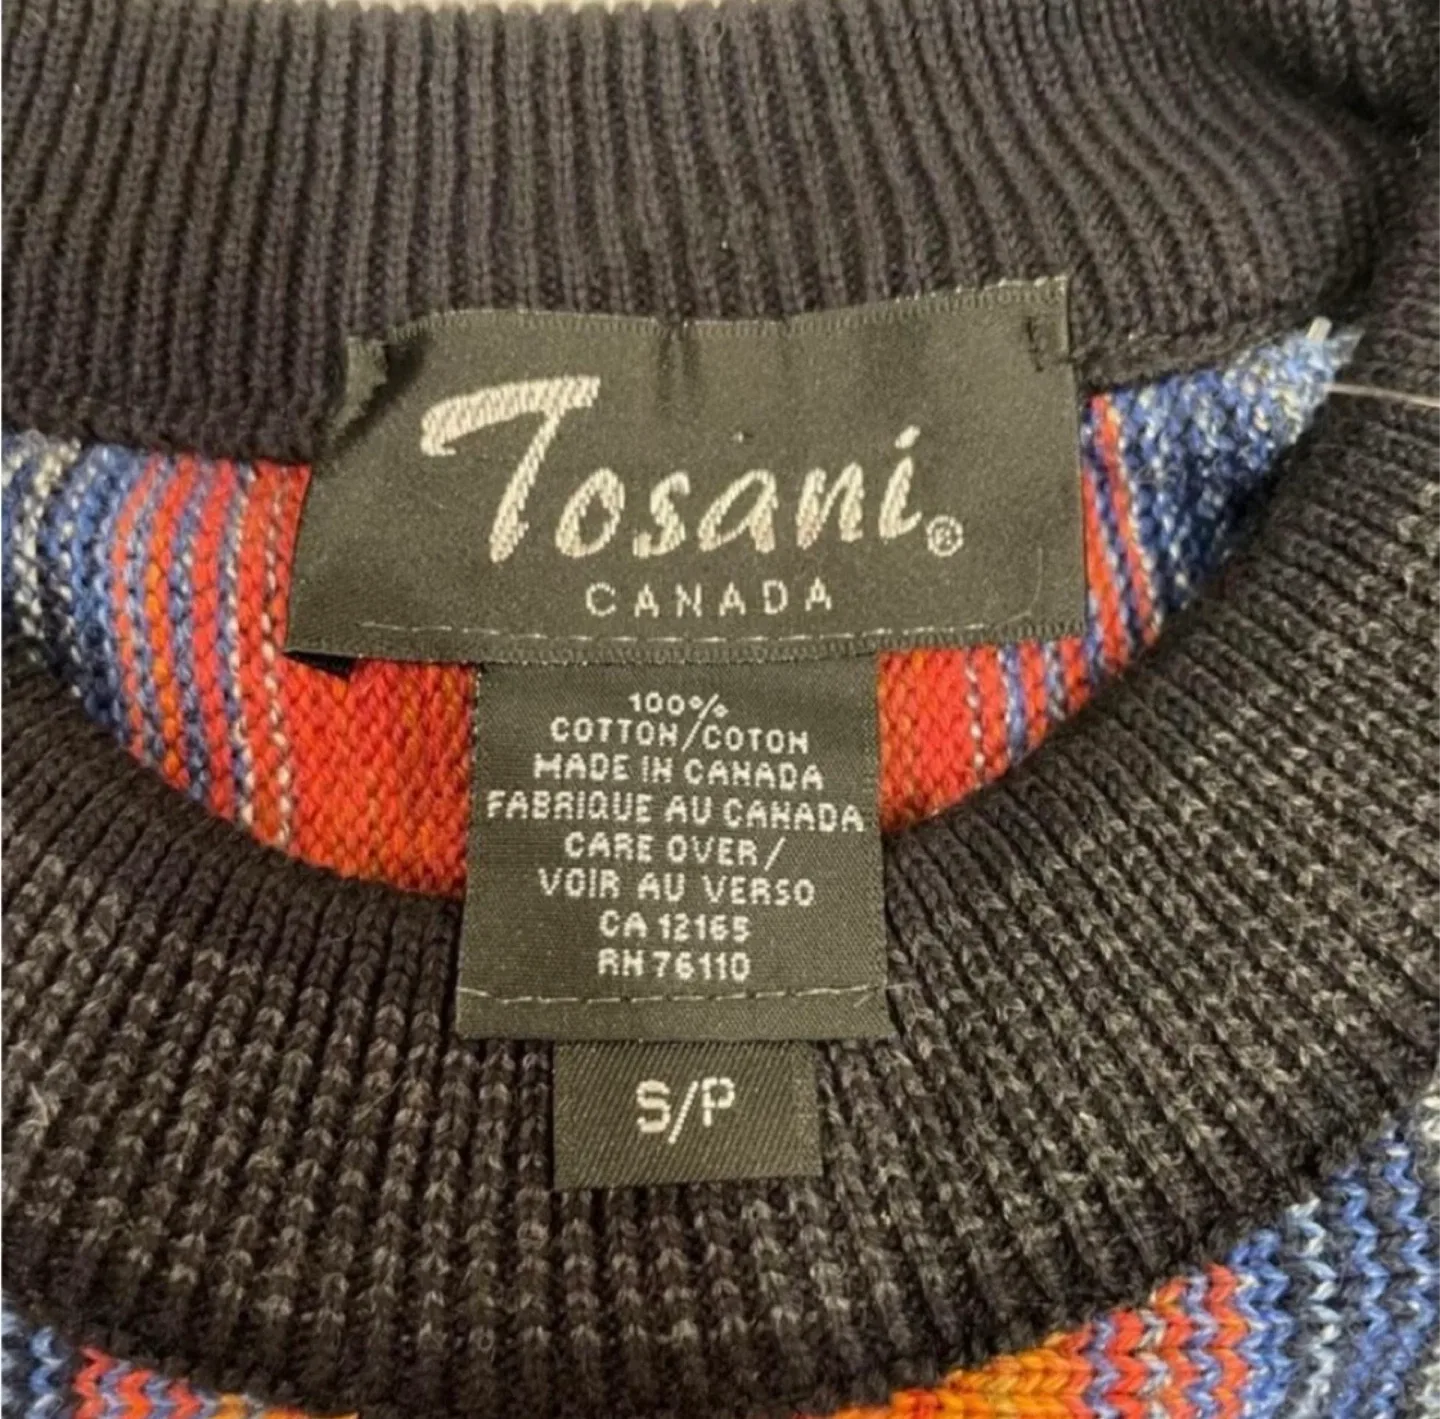 Tosani®
CANADA
100%
COTTON/COTON
MADE IN CANADA
FABRIQUE AU CANADA
CARE OVER/
VOIR AU VERSO
CA 12165
RN 76110
S/P